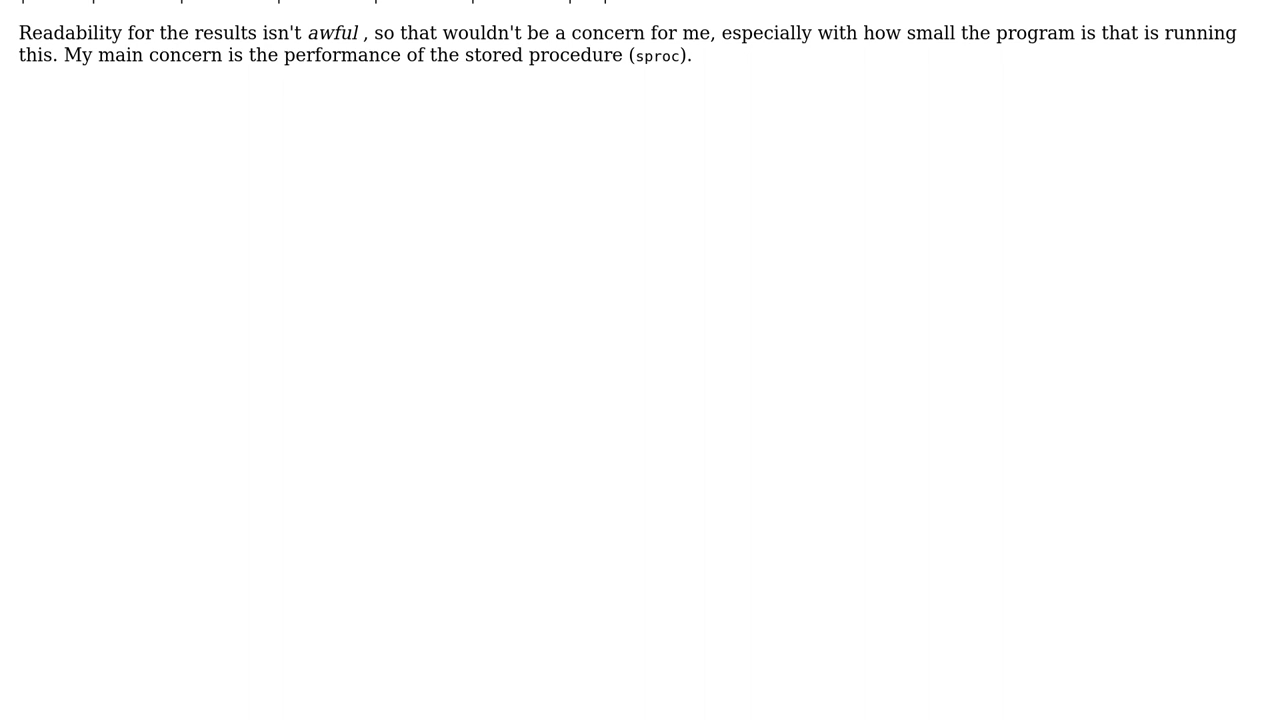 Readability for the results isn't awful , so that wouldn't be a concern for me, especially with how small the program is that is running
this. My main concern is the performance of the stored procedure (sproc).